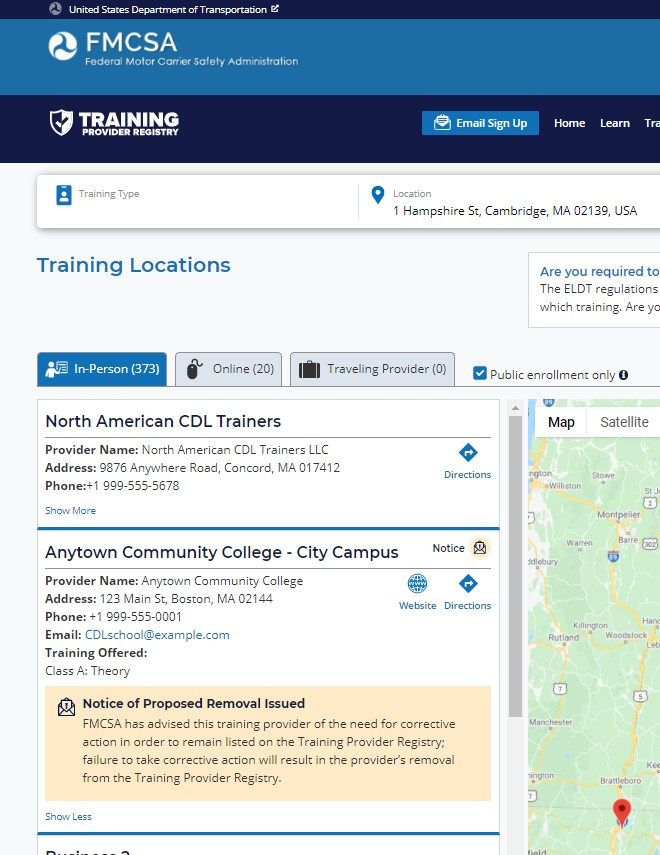 United States Department of Transportation
FMCSA
Federal Motor Carrier Safety Administration
TRAINING
PROVIDER REGISTRY
Email Sign Up
Home
Learn
Tra
Training Type
Location
1 Hampshire St, Cambridge, MA 02139, USA
Training Locations
Are you required to
The ELDT regulations
which training. Are yo
In-Person (373)
Online (20)
Traveling Provider (0)
Public enrollment only
North American CDL Trainers
Provider Name: North American CDL Trainers LLC
Address: 9876 Anywhere Road, Concord, MA 017412
Phone:+1 999-555-5678
Directions
Show More
Anytown Community College - City Campus
Notice
Provider Name: Anytown Community College
Address: 123 Main St, Boston, MA 02144
Phone: +1 999-555-0001
Email: CDLschool@example.com
Training Offered:
Class A: Theory
Website
Directions
Notice of Proposed Removal Issued
FMCSA has advised this training provider of the need for corrective
action in order to remain listed on the Training Provider Registry;
failure to take corrective action will result in the provider's removal
from the Training Provider Registry.
Show Less
Map
Satellite
89
ngton
Williston
Stowe
St J
2
Montpelier
Barre
302
Warren
89
ddlebury
Killington
Rutland
Woodstock
Leb
7
5
Manchester
Kee
nington
Brattleboro
7
field